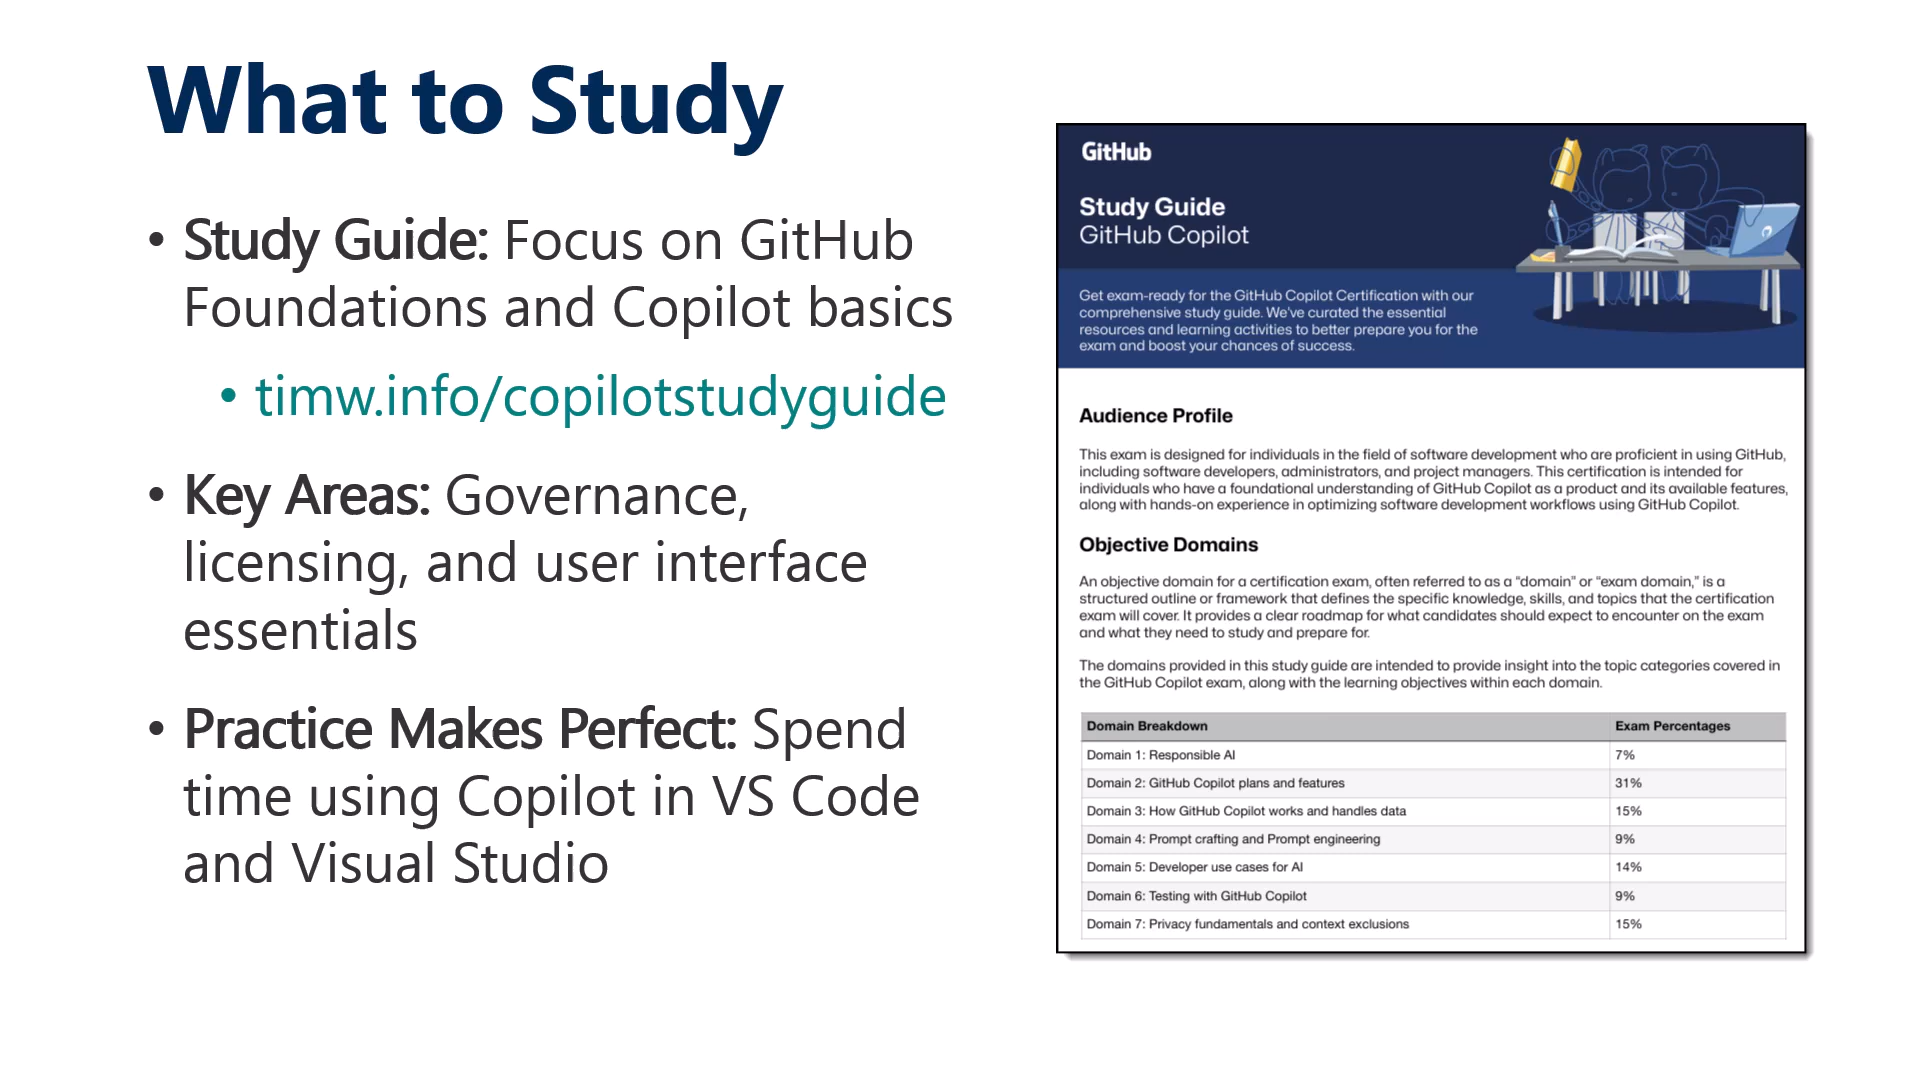 What to Study
• Study Guide: Focus on GitHub
Foundations and Copilot basics
• timw.info/copilotstudyguide
• Key Areas: Governance,
licensing, and user interface
essentials
• Practice Makes Perfect: Spend
time using Copilot in VS Code
and Visual Studio
GitHub
Study Guide
GitHub Copilot
Get exam-ready for the GitHub Copilot Certification with our
comprehensive study guide. We've curated the essential
resources and learning activities to better prepare you for the
exam and boost your chances of success.
Audience Profile
This exam is designed for individuals in the field of software development who are proficient in using GitHub,
including software developers, administrators, and project managers. This certification is intended for
individuals who have a foundational understanding of GitHub Copilot as a product and its available features,
along with hands-on experience in optimizing software development workflows using GitHub Copilot.
Objective Domains
An objective domain for a certification exam, often referred to as a “domain” or “exam domain,” is a
structured outline or framework that defines the specific knowledge, skills, and topics that the certification
exam will cover. It provides a clear roadmap for what candidates should expect to encounter on the exam
and what they need to study and prepare for.
The domains provided in this study guide are intended to provide insight into the topic categories covered in
the GitHub Copilot exam, along with the learning objectives within each domain.
Domain Breakdown Exam Percentages
Domain 1: Responsible AI 7%
Domain 2: GitHub Copilot plans and features 31%
Domain 3: How GitHub Copilot works and handles data 15%
Domain 4: Prompt crafting and Prompt engineering 9%
Domain 5: Developer use cases for AI 14%
Domain 6: Testing with GitHub Copilot 9%
Domain 7: Privacy fundamentals and context exclusions 15%